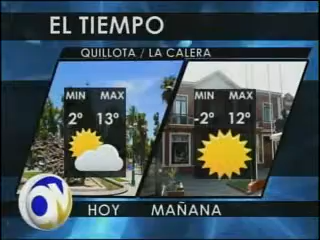 EL TIEMPO
QUILLOTA / LA CALERA
MIN MAX MIN MAX
2° 13° -2° 12°
HOY MAÑANA